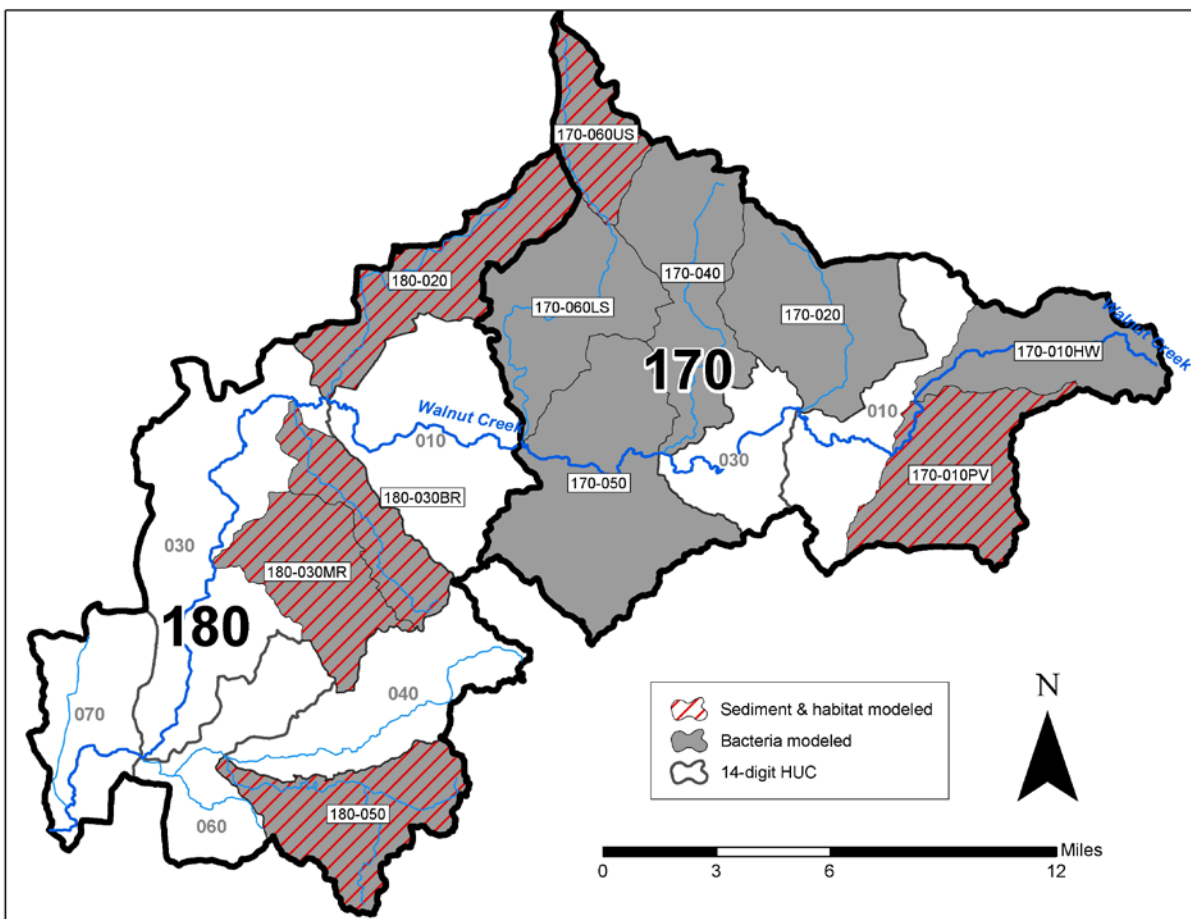 170-060US
180-020
170-040
170-060LS
170-020
Walnut Creek
170-010HW
170
010
Walnut Creek
010
030
170-010PV
170-050
180-030BR
030
180-030MR
180
040
070
N
Sediment & habitat modeled
Bacteria modeled
14-digit HUC
180-050
060
Miles
0 3 6 12